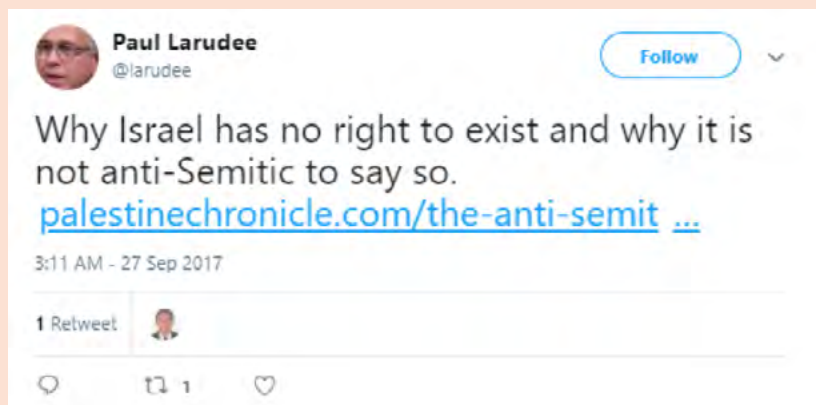 Paul Larudee
@larudee
Follow
Why Israel has no right to exist and why it is
not anti-Semitic to say so.
palestinechronicle.com/the-anti-semit ...
3:11 AM - 27 Sep 2017
1 Retweet
1